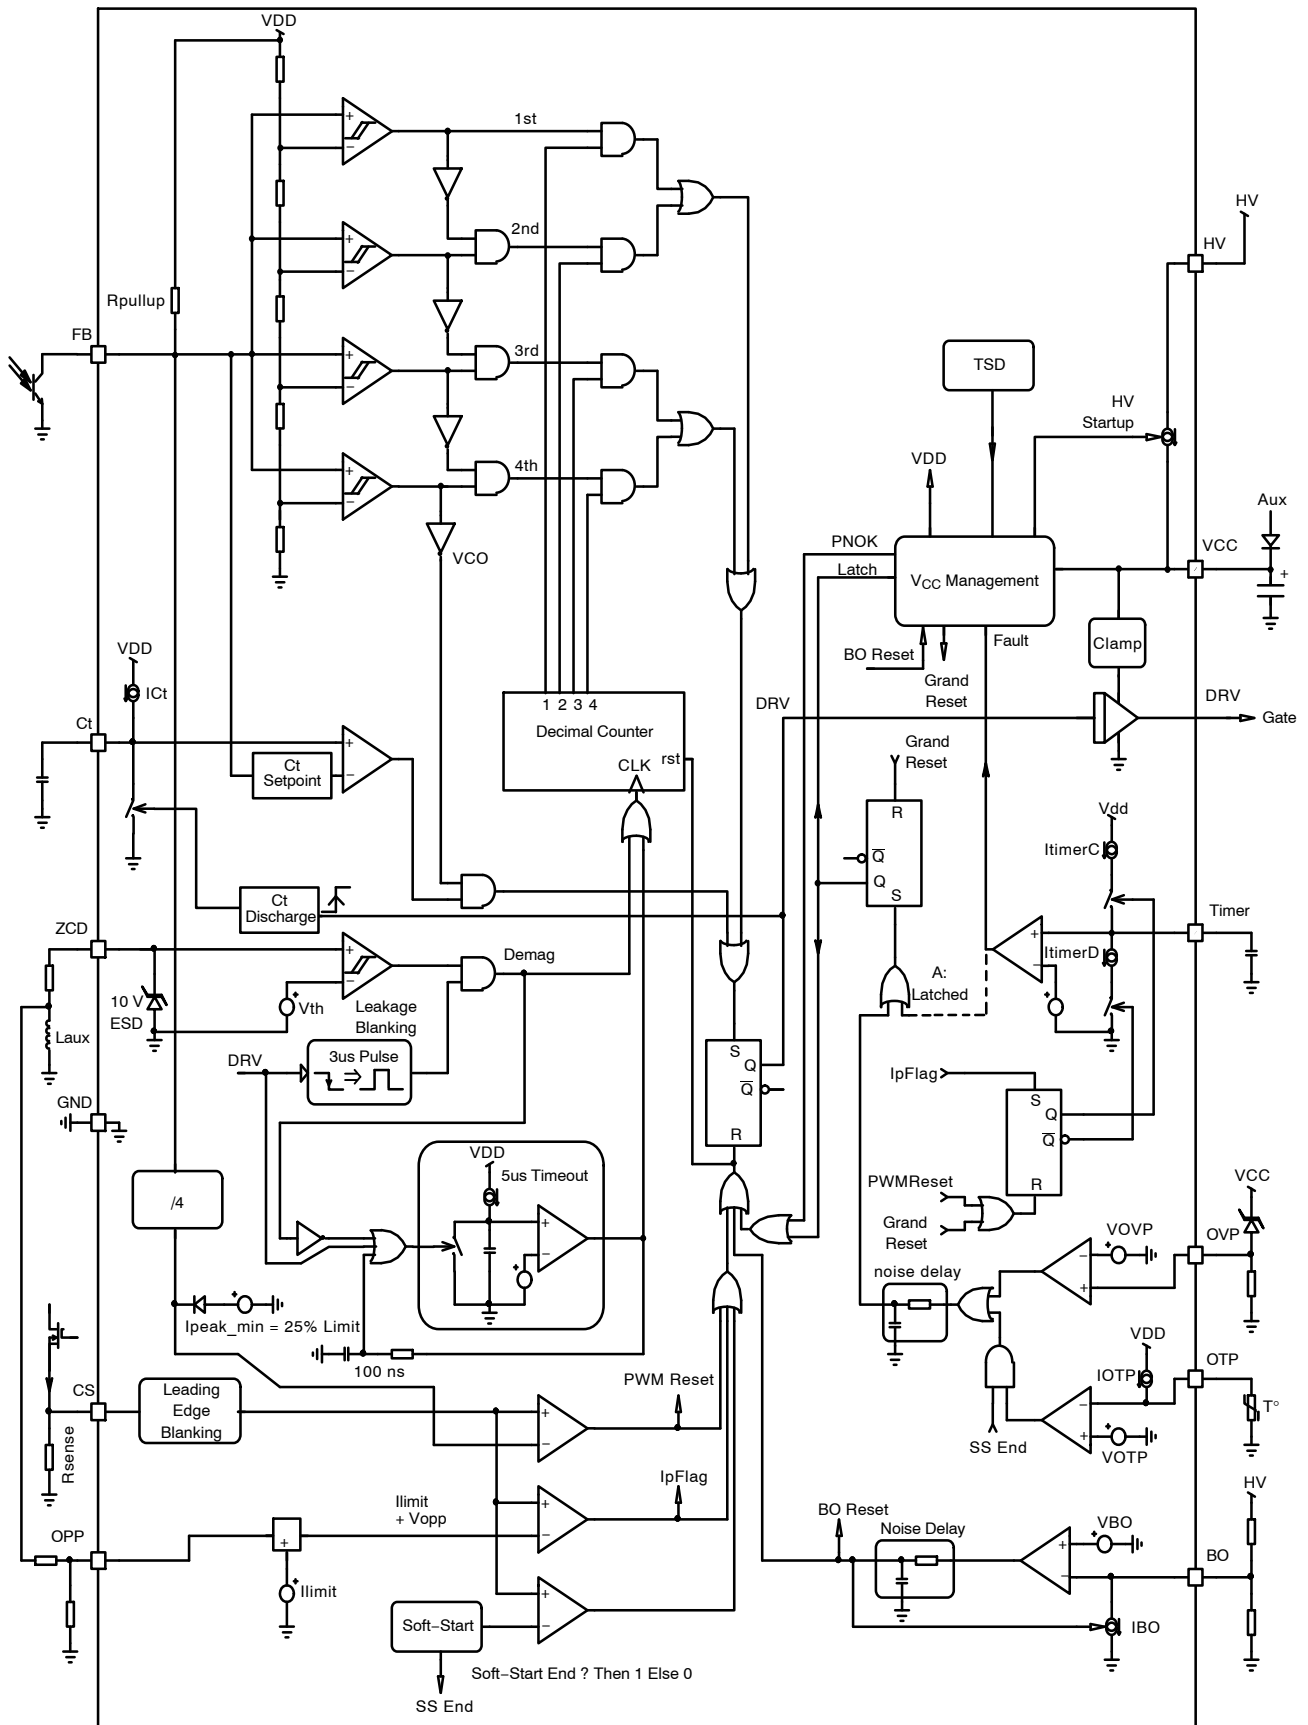 VDD
1st
2nd
HV
HV
Rpullup
FB
3rd
TSD
HV
Startup
4th
VDD
Aux
VCO
PNOK
VCC
Latch
VCC Management
Fault
Clamp
BO Reset
Grand
Reset
VDD
ICt
DRV
DRV
Gate
1 2 3 4
Decimal Counter
rst
CLK
Ct
Ct
Setpoint
Grand
Reset
R
Q
Q
S
Vdd
ItimerC
Ct
Discharge
Timer
ZCD
Demag
ItimerD
A:
Latched
10 V
ESD
Vth
Leakage
Blanking
Laux
DRV
3us Pulse
S
Q
Q
R
IpFlag
S
Q
Q
R
GND
VDD
5us Timeout
/4
PWMReset
Grand
Reset
VCC
VOVP
OVP
noise delay
Ipeak_min = 25% Limit
100 ns
VDD
IOTP
OTP
T°
CS
Leading
Edge
Blanking
PWM Reset
SS End
VOTP
Rsense
IpFlag
HV
Ilimit
+ Vopp
OPP
BO Reset
Noise Delay
VBO
BO
Ilimit
Soft-Start
IBO
Soft-Start End ? Then 1 Else 0
SS End